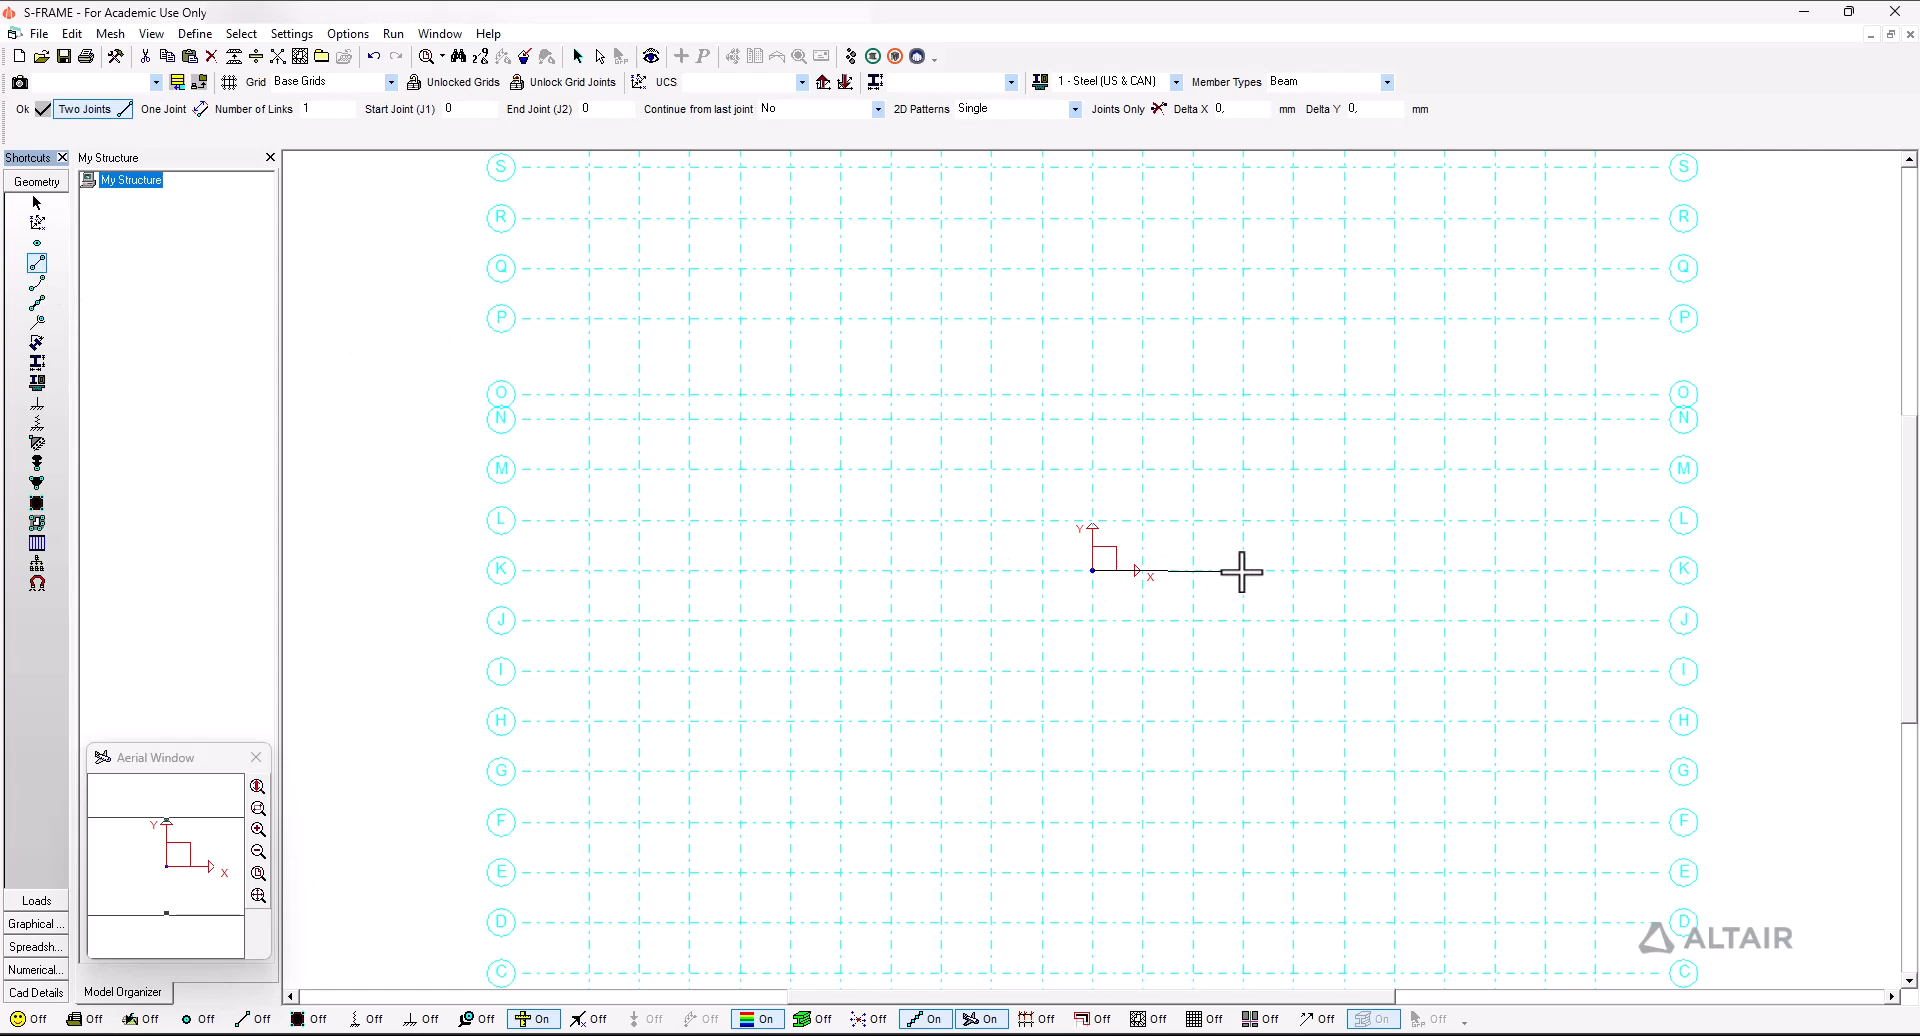 S-FRAME - For Academic Use Only
File Edit Mesh View Define Select Settings Options Run Window Help
Grid Base Grids Unlocked Grids Unlock Grid Joints UCS 1 - Steel (US & CAN) Member Types Beam
Ok Two Joints One Joint Number of Links 1 Start Joint (J1) 0 End Joint (J2) 0 Continue from last joint No 2D Patterns Single Joints Only Delta X 0, mm Delta Y 0, mm
Shortcuts
My Structure
Geometry
My Structure
S S
R R
Q Q
P P
O O
N N
M M
L L
Y
K K
X
J J
I I
H H
G G
F F
E E
D D
C C
Aerial Window
Y
X
ALTAIR
Loads
Graphical ...
Spreadsh...
Numerical...
Cad Details
Model Organizer
Off Off Off Off Off Off Off Off Off On Off Off Off On Off Off On On Off Off Off Off Off Off On Off